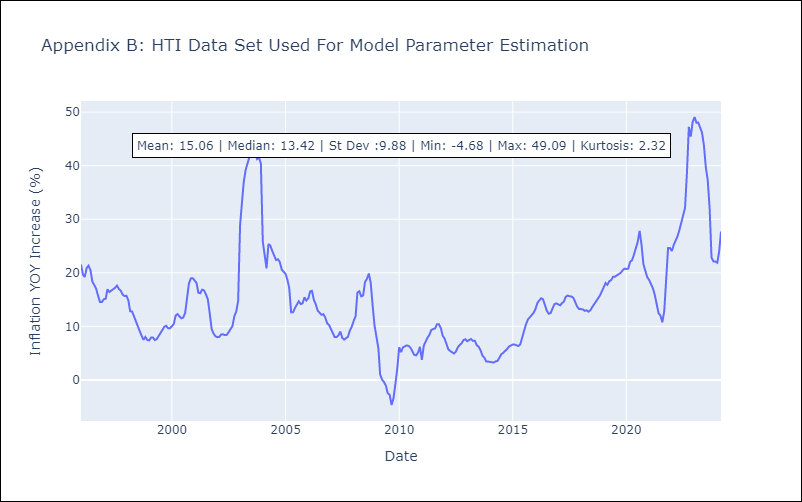 Appendix B: HTI Data Set Used For Model Parameter Estimation
Mean: 15.06 | Median: 13.42 | St Dev :9.88 | Min: -4.68 | Max: 49.09 | Kurtosis: 2.32
Inflation YOY Increase (%)
50
40
30
20
10
0
2000
2005
2010
2015
2020
Date